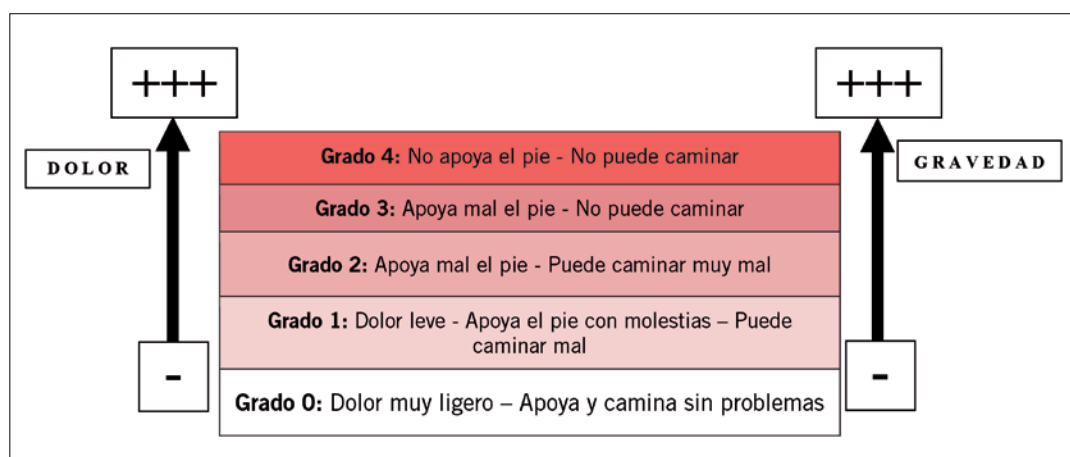 +++
+++
DOLOR
GRAVEDAD
Grado 4: No apoya el pie - No puede caminar
Grado 3: Apoya mal el pie - No puede caminar
Grado 2: Apoya mal el pie - Puede caminar muy mal
Grado 1: Dolor leve - Apoya el pie con molestias – Puede
caminar mal
-
-
Grado 0: Dolor muy ligero – Apoya y camina sin problemas